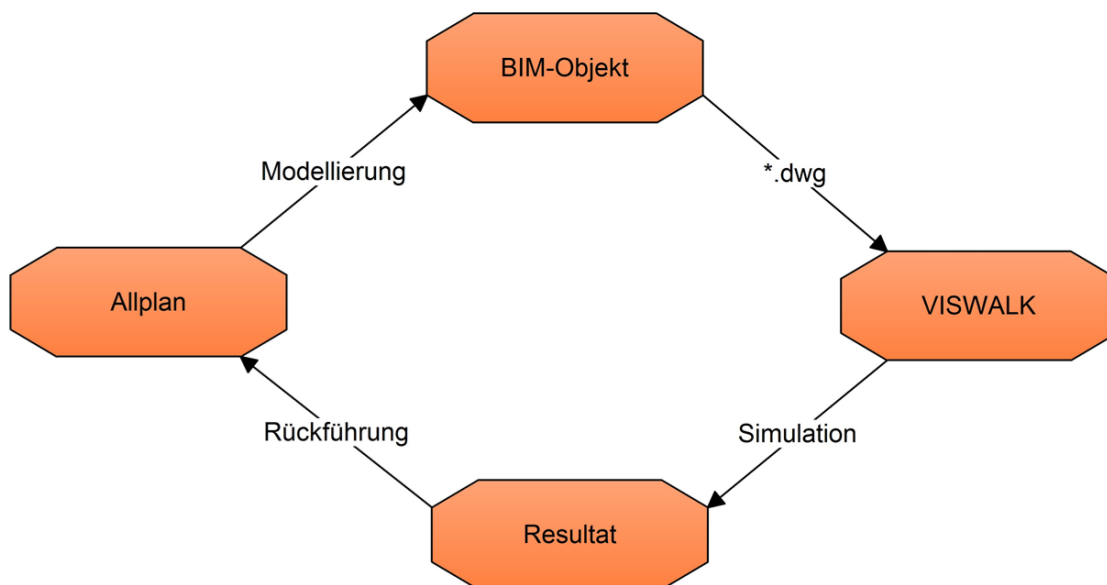 BIM-Objekt
Modellierung
*.dwg
Allplan
VISWALK
Rückführung
Simulation
Resultat